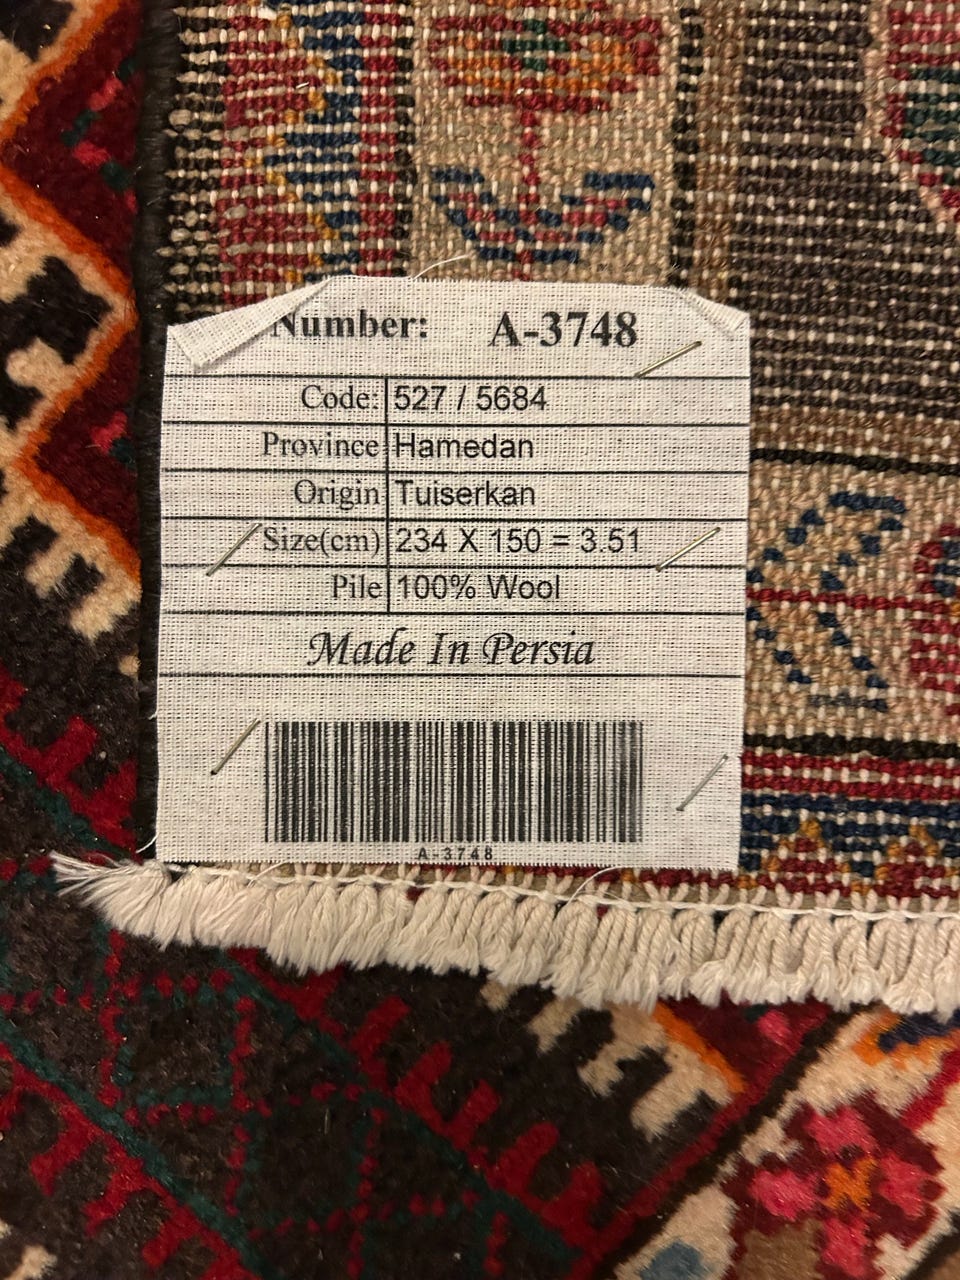 Number: A-3748
Code: 527 / 5684
Province Hamedan
Origin Tuiserkan
Size(cm) 234 X 150 = 3.51
Pile 100% Wool
Made In Persia
A-3748